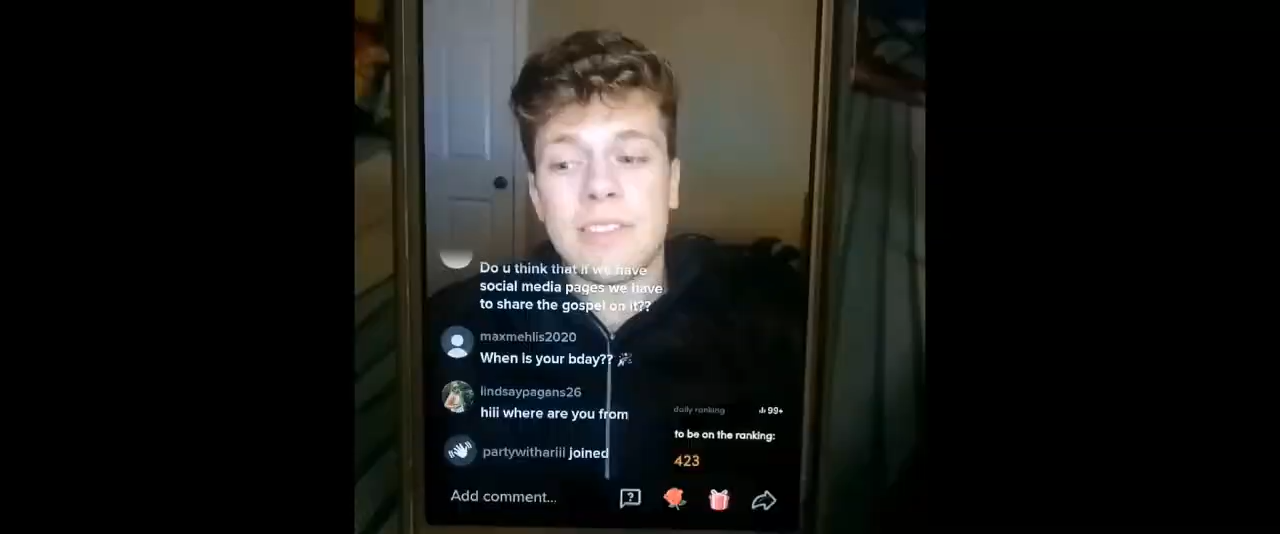 Do u think that if we have
social media pages we have
to share the gospel on it??
maxmehlis2020
When is your bday?? 🎉
lindsaypagans26
hiii where are you from
partywithariii joined
daily ranking 99+
to be on the ranking:
423
Add comment...
?